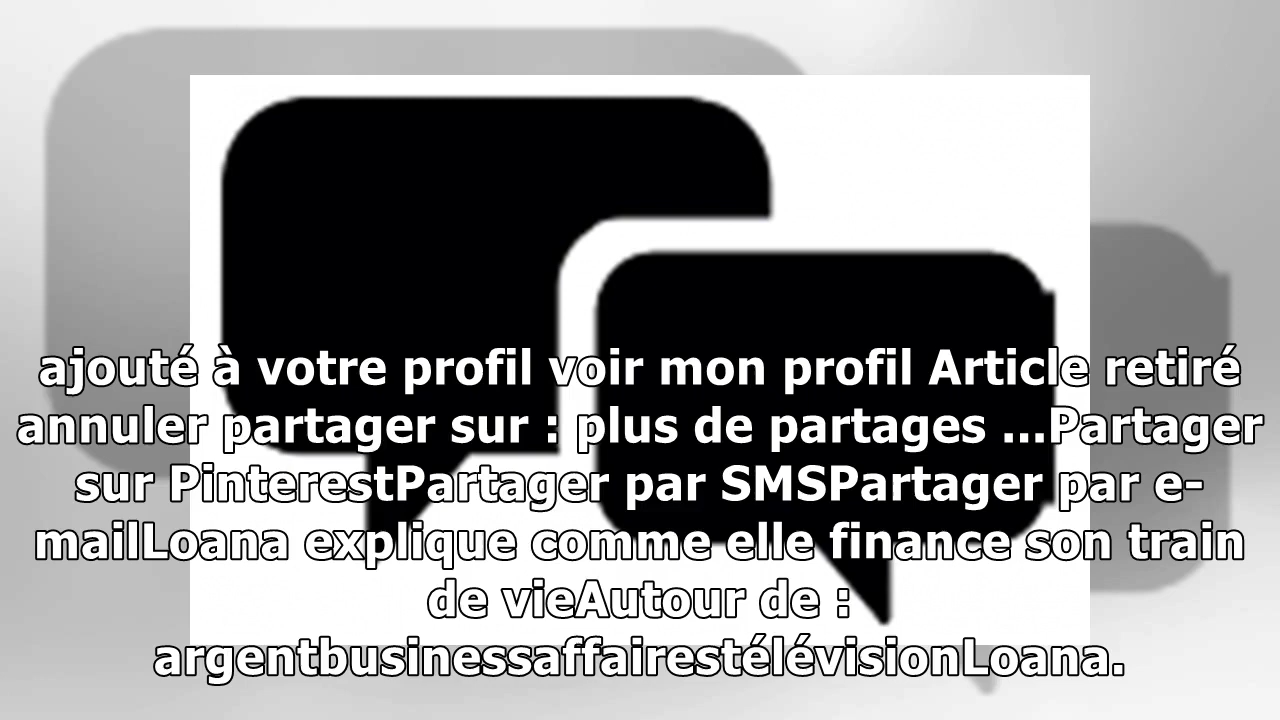 ajouté à votre profil voir mon profil Article retiré
annuler partager sur : plus de partages ...Partager
sur PinterestPartager par SMSPartager par e-
mailLoana explique comme elle finance son train
de vieAutour de :
argentbusinessaffairestélévisionLoana.